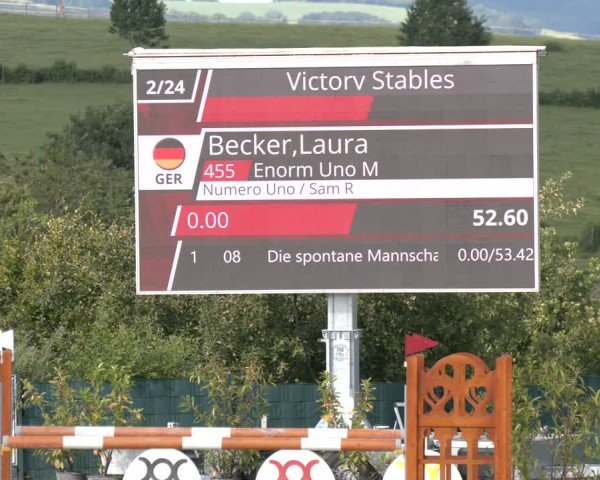 2/24
Victory Stables
GER
Becker,Laura
455 Enorm Uno M
Numero Uno / Sam R
0.00 52.60
1 08 Die spontane Mannscha 0.00/53.42